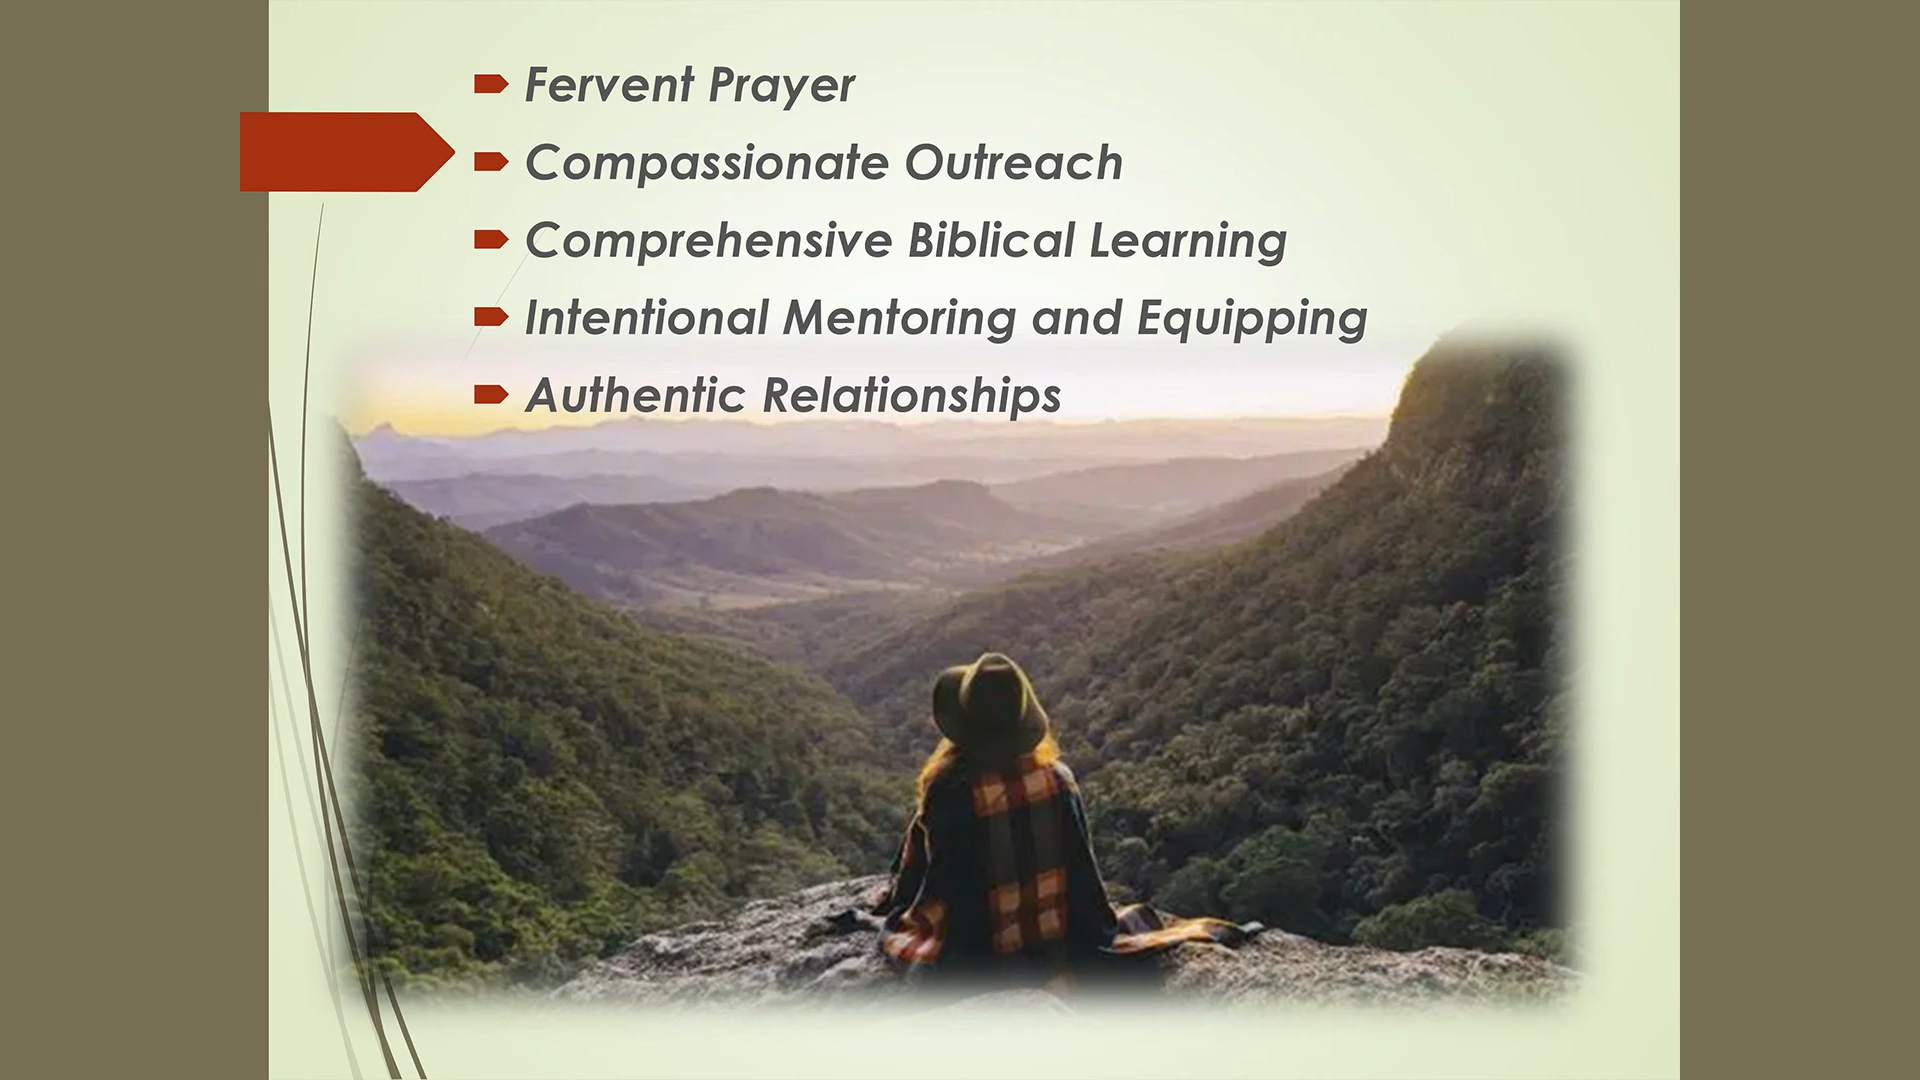 Fervent Prayer
Compassionate Outreach
Comprehensive Biblical Learning
Intentional Mentoring and Equipping
Authentic Relationships